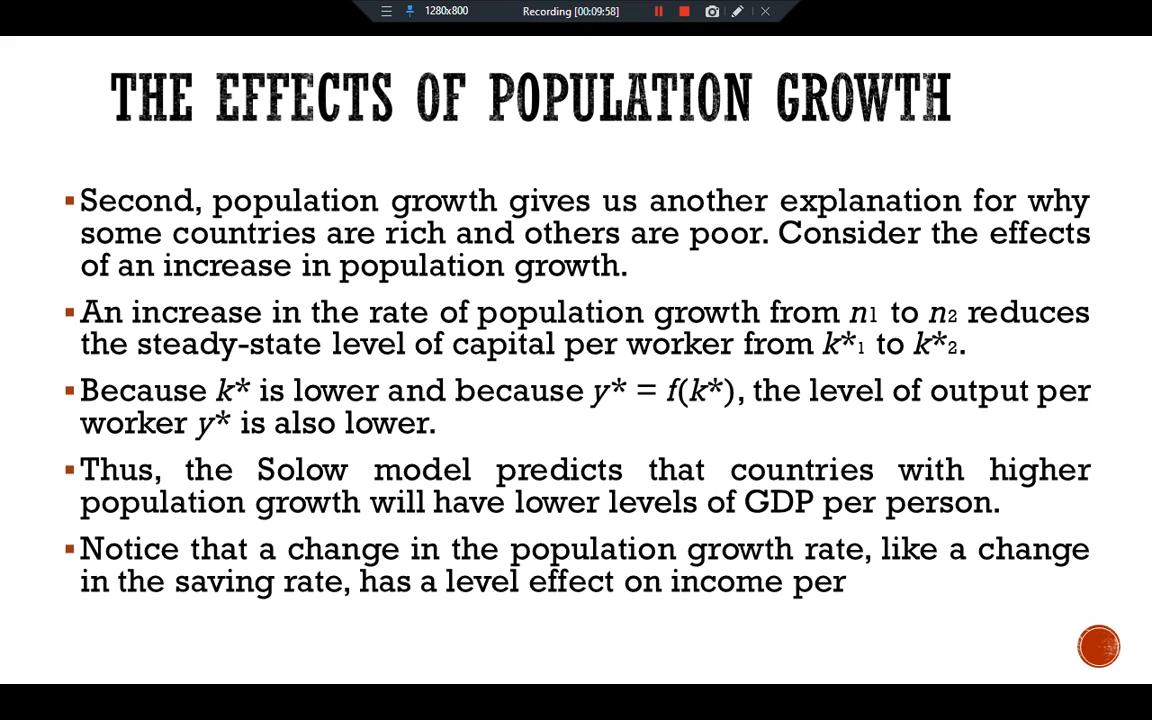 1280x800 Recording [00:09:58]
THE EFFECTS OF POPULATION GROWTH
▪Second, population growth gives us another explanation for why
some countries are rich and others are poor. Consider the effects
of an increase in population growth.
▪An increase in the rate of population growth from n1 to n2 reduces
the steady-state level of capital per worker from k*1 to k*2.
▪Because k* is lower and because y* = f(k*), the level of output per
worker y* is also lower.
▪Thus, the Solow model predicts that countries with higher
population growth will have lower levels of GDP per person.
▪Notice that a change in the population growth rate, like a change
in the saving rate, has a level effect on income per